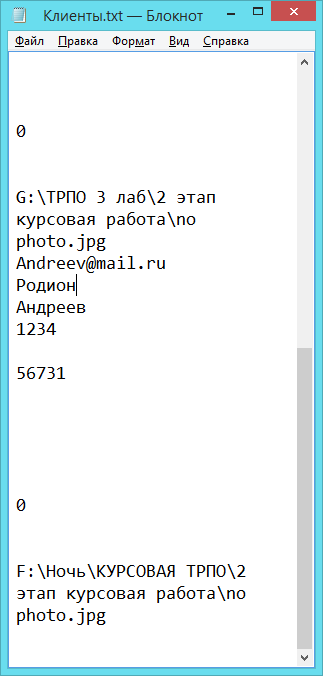 Клиенты.txt — Блокнот
Файл Правка Формат Вид Справка
0
G:\ТРПО 3 лаб\2 этап
курсовая работа\no
photo.jpg
Andreev@mail.ru
Родион
Андреев
1234
56731
0
F:\Ночь\КУРСОВАЯ ТРПО\2
этап курсовая работа\no
photo.jpg